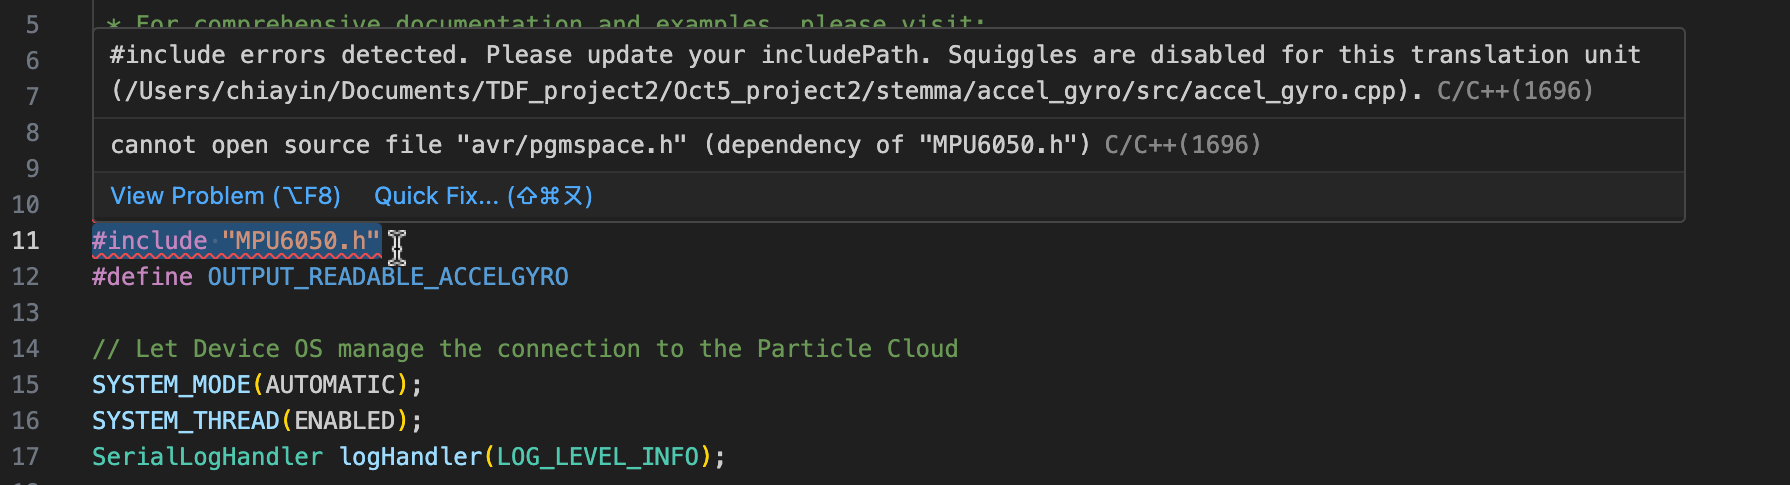 5 * For comprehensive documentation and examples, please visit:
6
#include errors detected. Please update your includePath. Squiggles are disabled for this translation unit
7
(/Users/chiayin/Documents/TDF_project2/Oct5_project2/stemma/accel_gyro/src/accel_gyro.cpp). C/C++(1696)
8
cannot open source file "avr/pgmspace.h" (dependency of "MPU6050.h") C/C++(1696)
9
10
View Problem (⌥F8) Quick Fix... (⇧⌘ㄡ)
11 #include "MPU6050.h"
12 #define OUTPUT_READABLE_ACCELGYRO
13
14 // Let Device OS manage the connection to the Particle Cloud
15 SYSTEM_MODE(AUTOMATIC);
16 SYSTEM_THREAD(ENABLED);
17 SerialLogHandler logHandler(LOG_LEVEL_INFO);